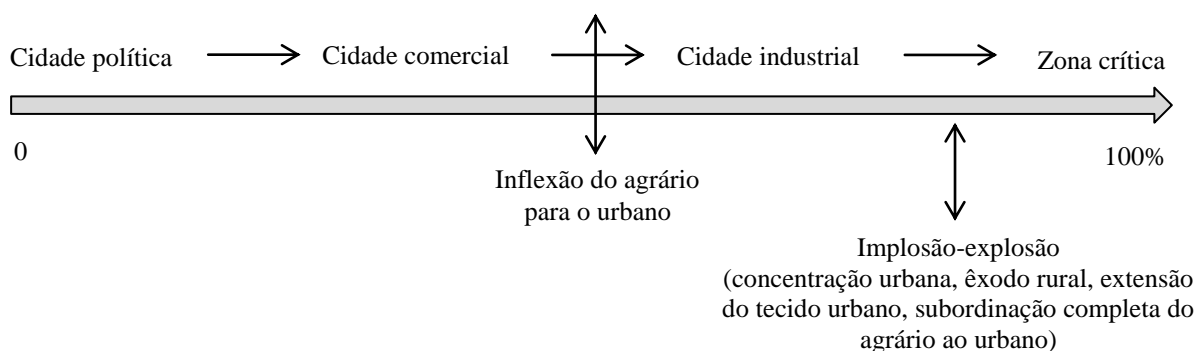 Cidade política
Cidade comercial
Cidade industrial
Zona crítica
0
100%
Inflexão do agrário
para o urbano
Implosão-explosão
(concentração urbana, êxodo rural, extensão
do tecido urbano, subordinação completa do
agrário ao urbano)